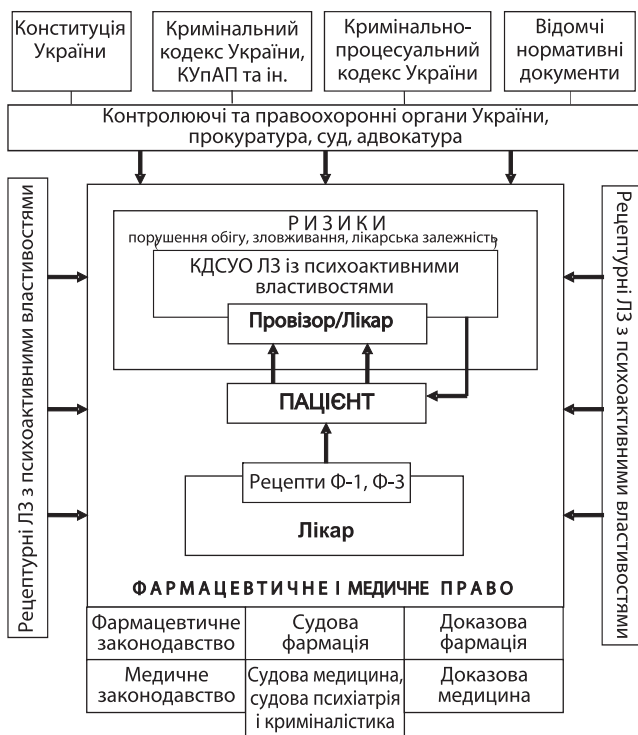 Конституція
України
Кримінальний
кодекс України,
КУпАП та ін.
Кримінально-
процесуальний
кодекс України
Відомчі
нормативні
документи
Контролюючі та правоохоронні органи України,
прокуратура, суд, адвокатура
Рецептурні ЛЗ з психоактивними властивостями
РИЗИКИ
порушення обігу, зловживання, лікарська залежність
КДСУО ЛЗ із психоактивними
властивостями
Провізор/Лікар
ПАЦІЄНТ
Рецепти Ф-1, Ф-3
Лікар
Рецептурні ЛЗ з психоактивними властивостями
ФАРМАЦЕВТИЧНЕ І МЕДИЧНЕ ПРАВО
Фармацевтичне
законодавство
Судова
фармація
Доказова
фармація
Медичне
законодавство
Судова медицина,
судова психіатрія
і криміналістика
Доказова
медицина